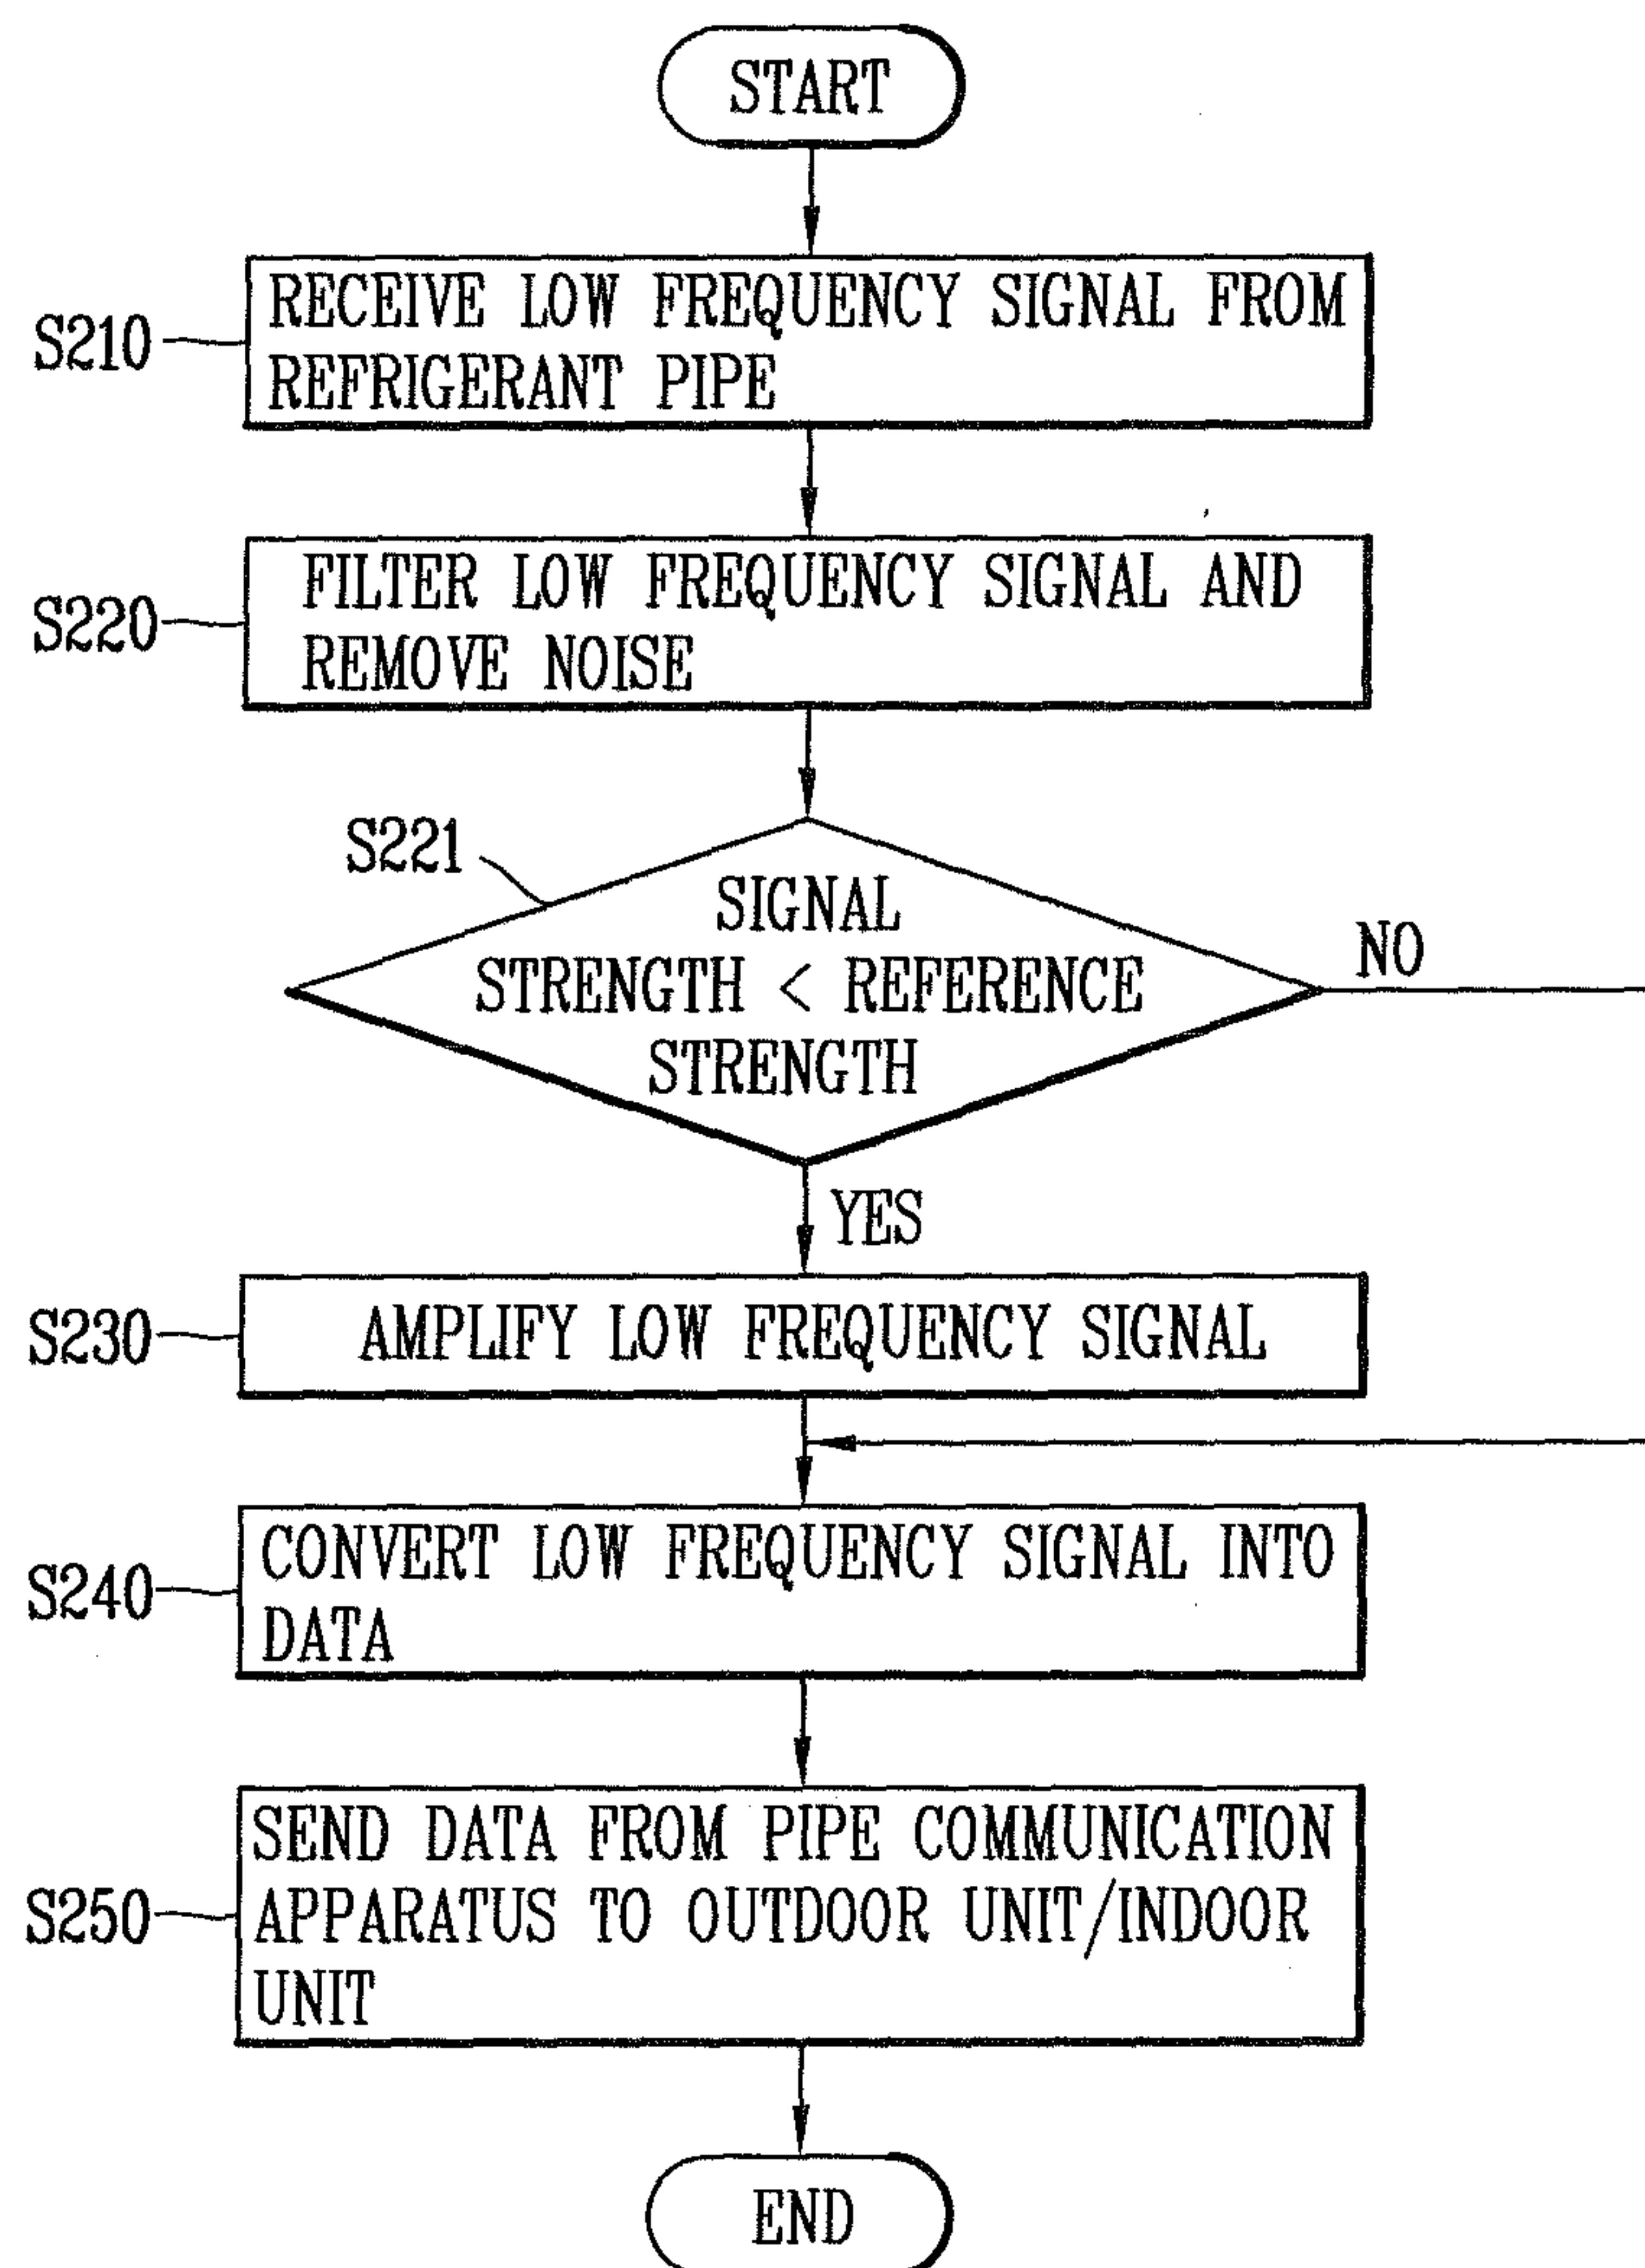 START
S210
RECEIVE LOW FREQUENCY SIGNAL FROM
REFRIGERANT PIPE
S220
FILTER LOW FREQUENCY SIGNAL AND
REMOVE NOISE
S221
SIGNAL
STRENGTH < REFERENCE
STRENGTH
NO
YES
S230
AMPLIFY LOW FREQUENCY SIGNAL
S240
CONVERT LOW FREQUENCY SIGNAL INTO
DATA
S250
SEND DATA FROM PIPE COMMUNICATION
APPARATUS TO OUTDOOR UNIT/INDOOR
UNIT
END